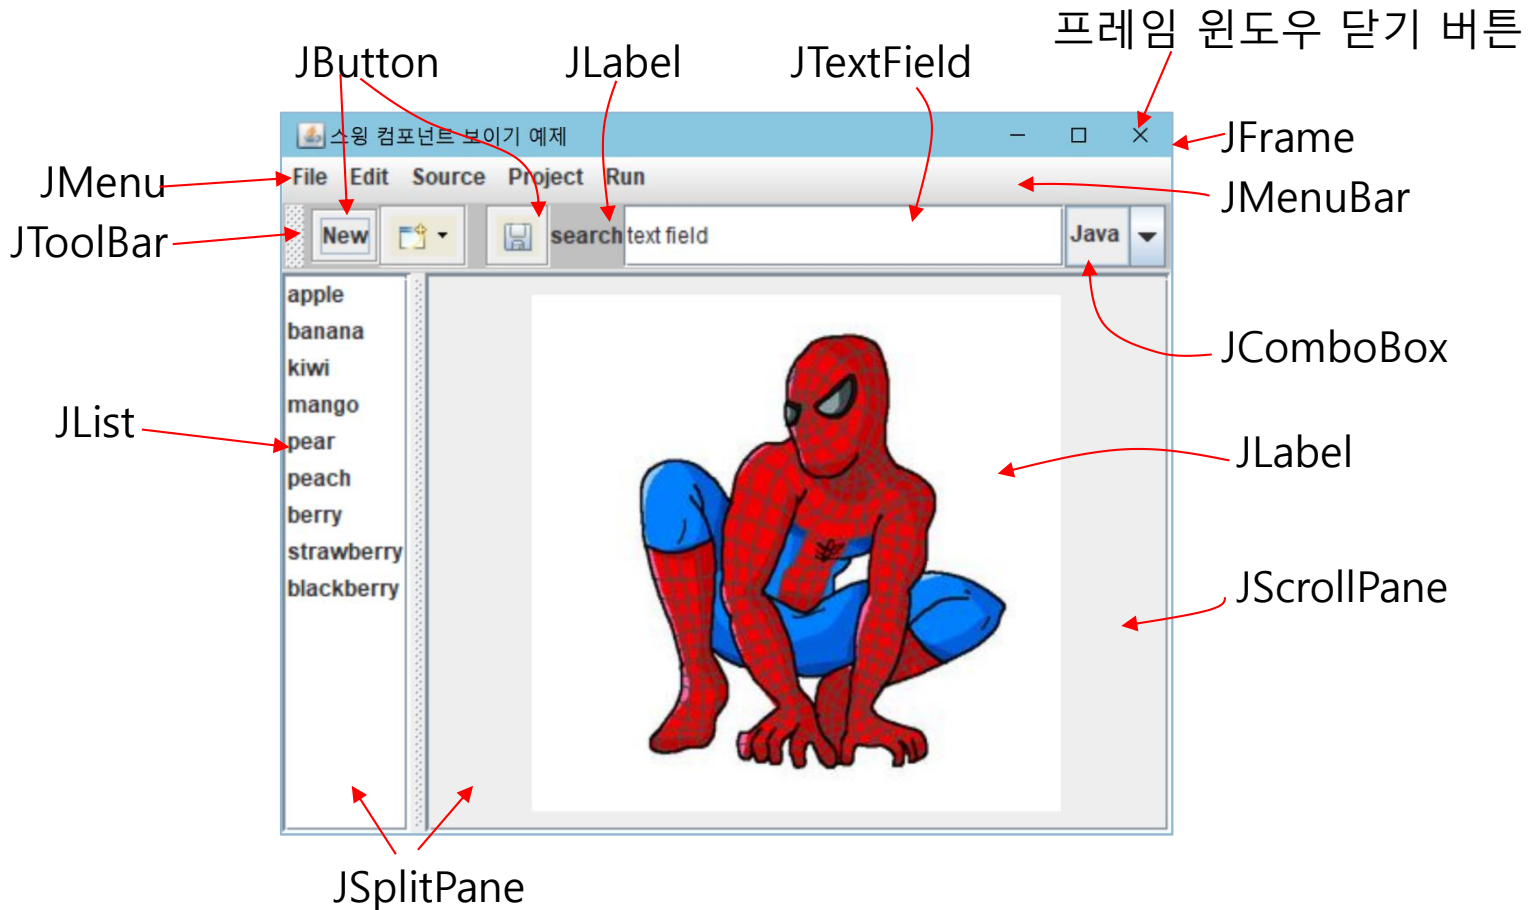 프레임 윈도우 닫기 버튼
JButton
JLabel
JTextField
스윙 컴포넌트 보이기 예제
JFrame
JMenu
File Edit Source Project Run
JMenuBar
JToolBar
New
search
text field
Java
apple
banana
kiwi
mango
pear
peach
berry
strawberry
blackberry
JComboBox
JList
JLabel
JScrollPane
JSplitPane